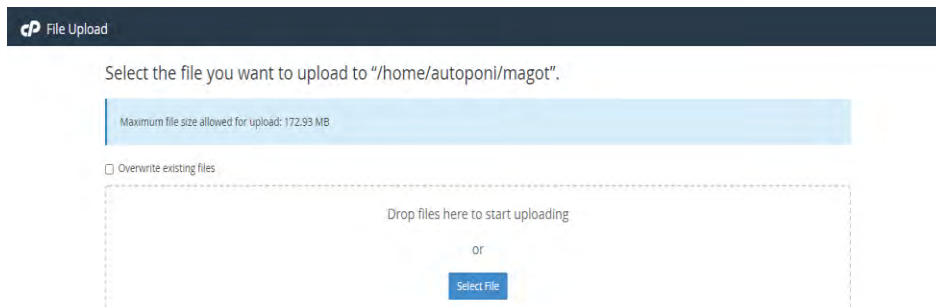 cP File Upload
Select the file you want to upload to “/home/autoponi/magot”.
Maximum file size allowed for upload: 172.93 MB
Overwrite existing files
Drop files here to start uploading
or
Select File